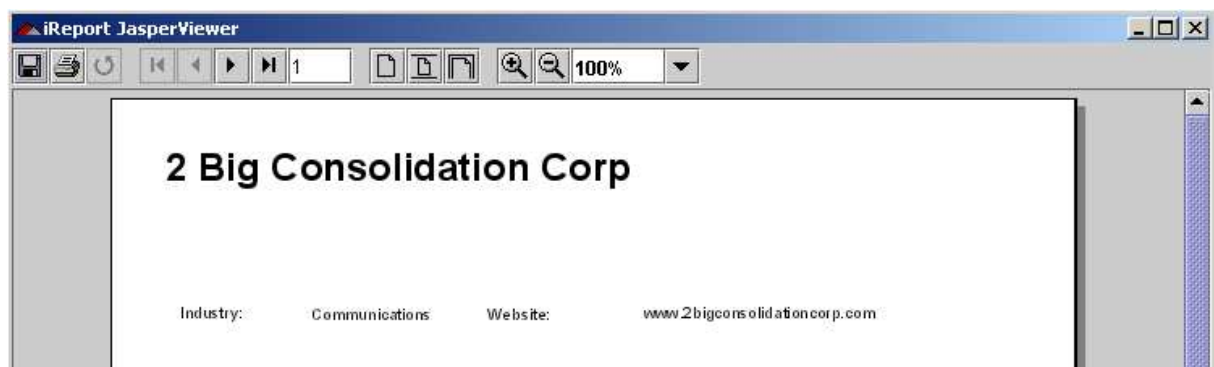 iReport JasperViewer
1 100%
2 Big Consolidation Corp
Industry: Communications Website: www.2bigconsolidationcorp.com